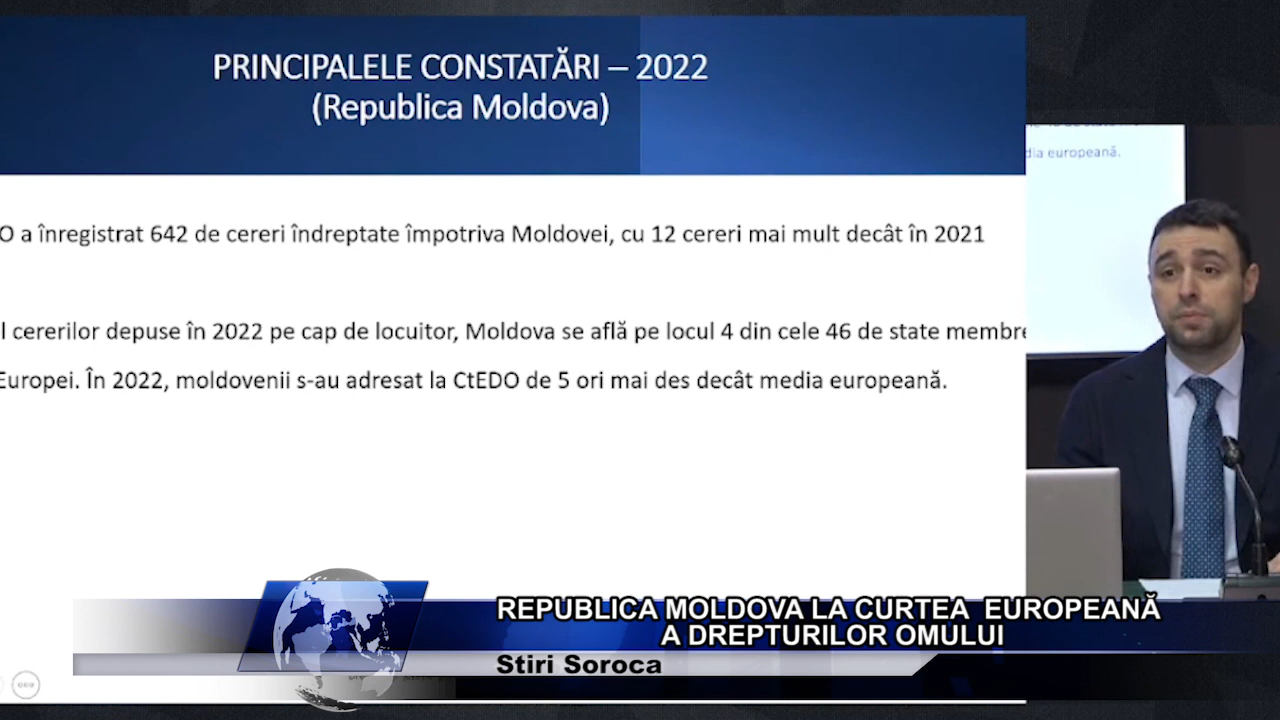 PRINCIPALELE CONSTATĂRI – 2022
(Republica Moldova)
dia europeană.
O a înregistrat 642 de cereri îndreptate împotriva Moldovei, cu 12 cereri mai mult decât în 2021
l cererilor depuse în 2022 pe cap de locuitor, Moldova se află pe locul 4 din cele 46 de state membre
Europei. În 2022, moldovenii s-au adresat la CtEDO de 5 ori mai des decât media europeană.
REPUBLICA MOLDOVA LA CURTEA EUROPEANĂ
A DREPTURILOR OMULUI
Stiri Soroca